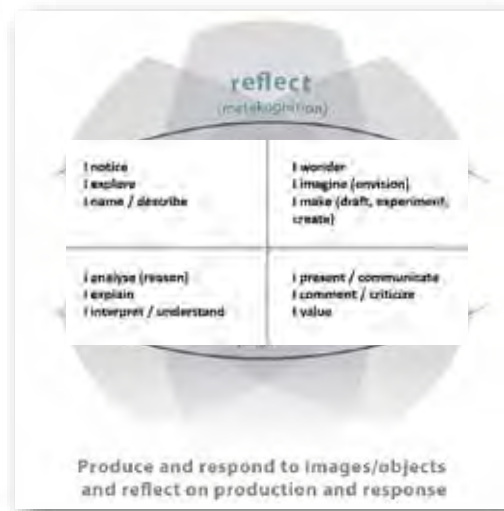 reflect
(metakognition)
I notice
I explore
I name / describe
I wonder
I imagine (envision)
I make (draft, experiment,
create)
I analyse (reason)
I explain
I interpret / understand
I present / communicate
I comment / criticize
I value
Produce and respond to images/objects
and reflect on production and response